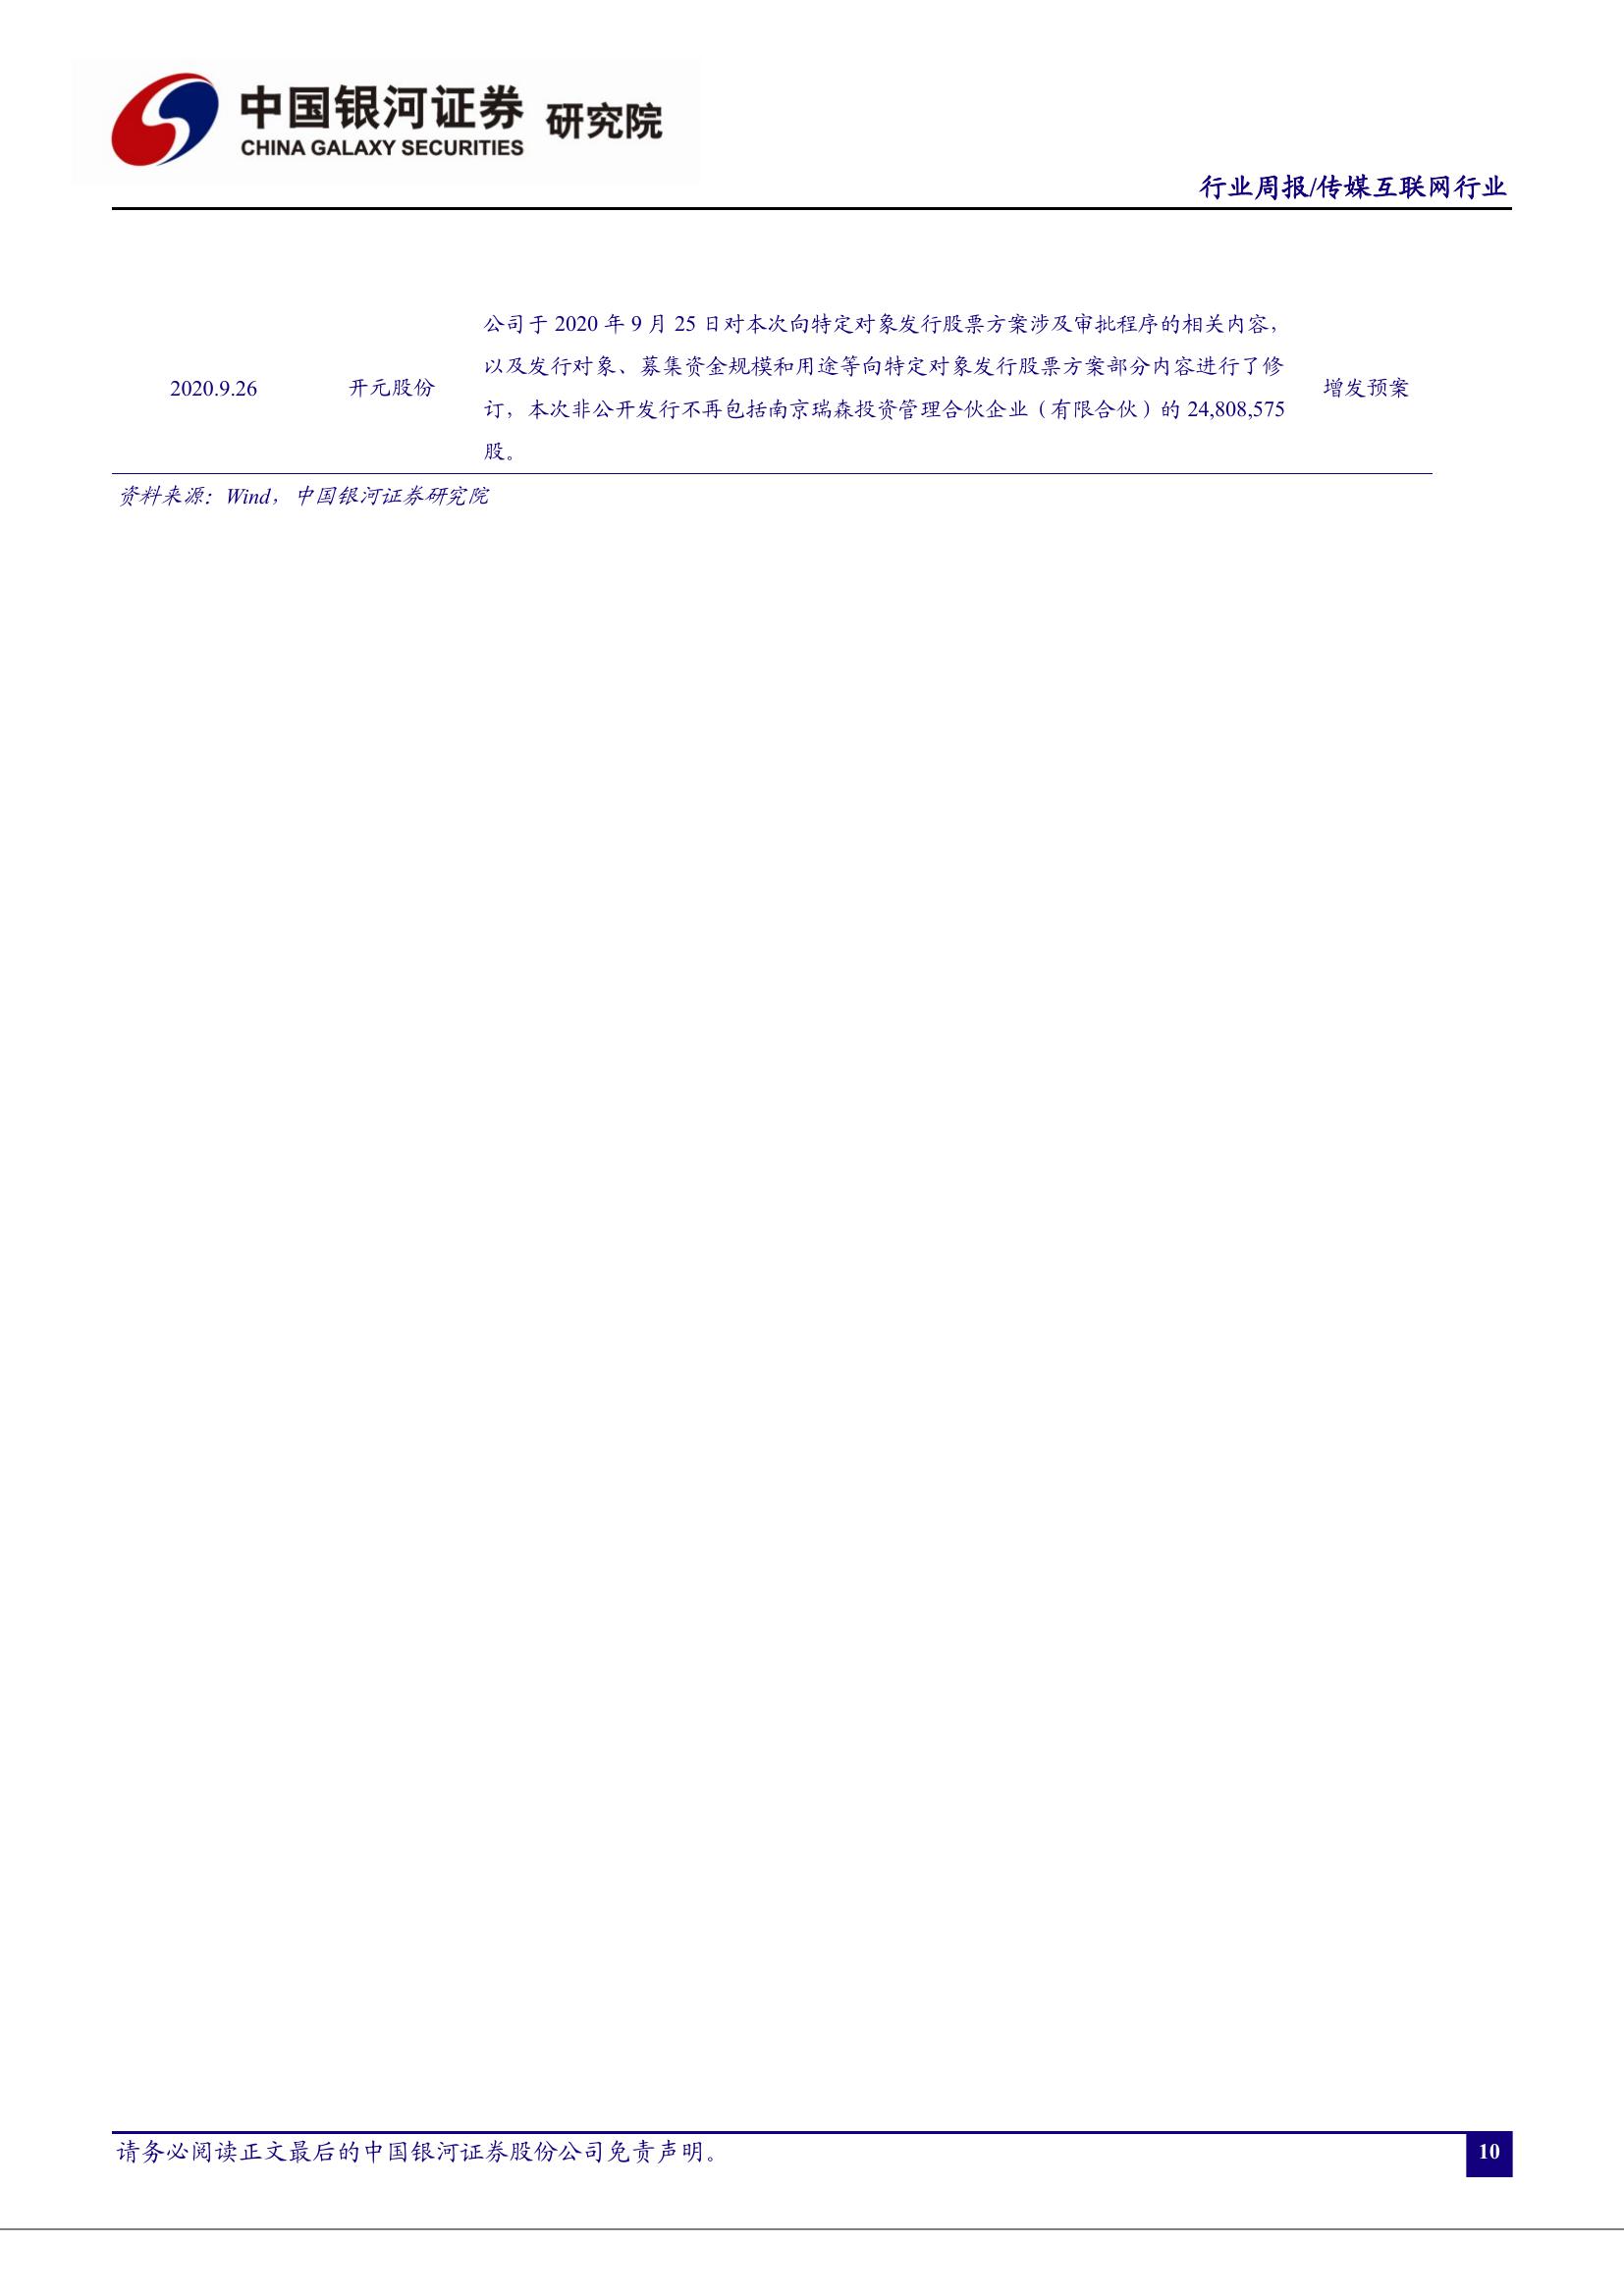 中国银河证券 研究院
CHINA GALAXY SECURITIES
行业周报/传媒互联网行业
公司于 2020 年 9 月 25 日对本次向特定对象发行股票方案涉及审批程序的相关内容，
以及发行对象、募集资金规模和用途等向特定对象发行股票方案部分内容进行了修
2020.9.26 开元股份 增发预案
订，本次非公开发行不再包括南京瑞森投资管理合伙企业（有限合伙）的 24,808,575
股。
资料来源：Wind，中国银河证券研究院
请务必阅读正文最后的中国银河证券股份公司免责声明。
10